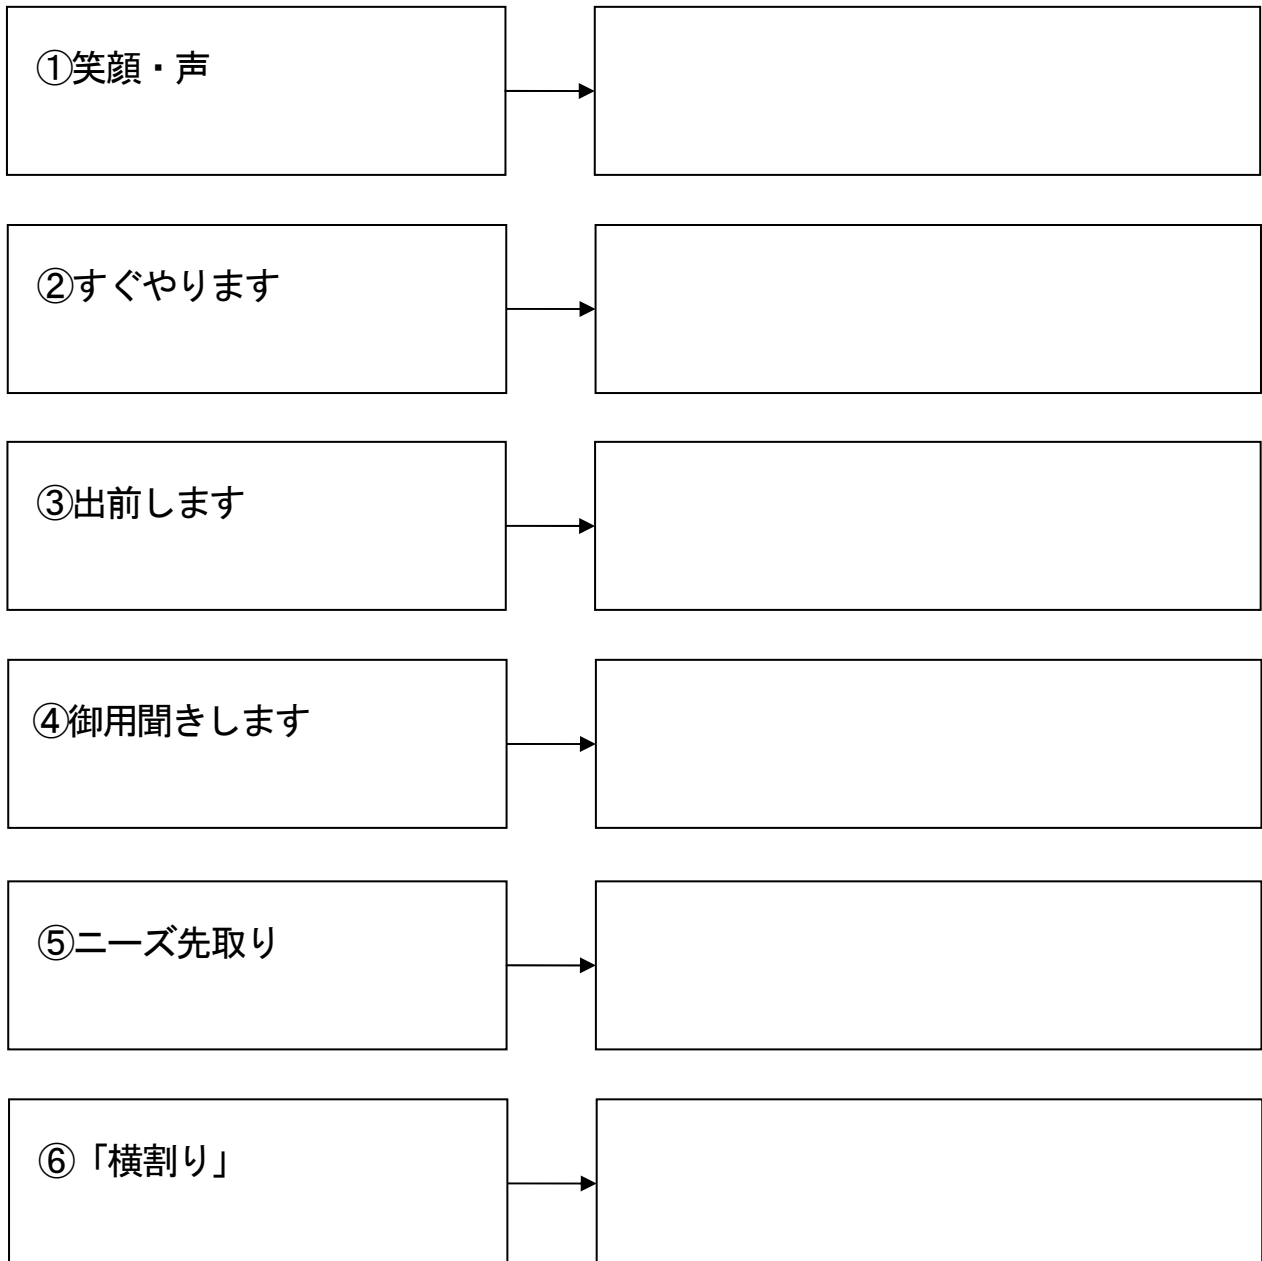 ①笑顔・声
②すぐやります
③出前します
④御用聞きします
⑤ニーズ先取り
⑥「横割り」